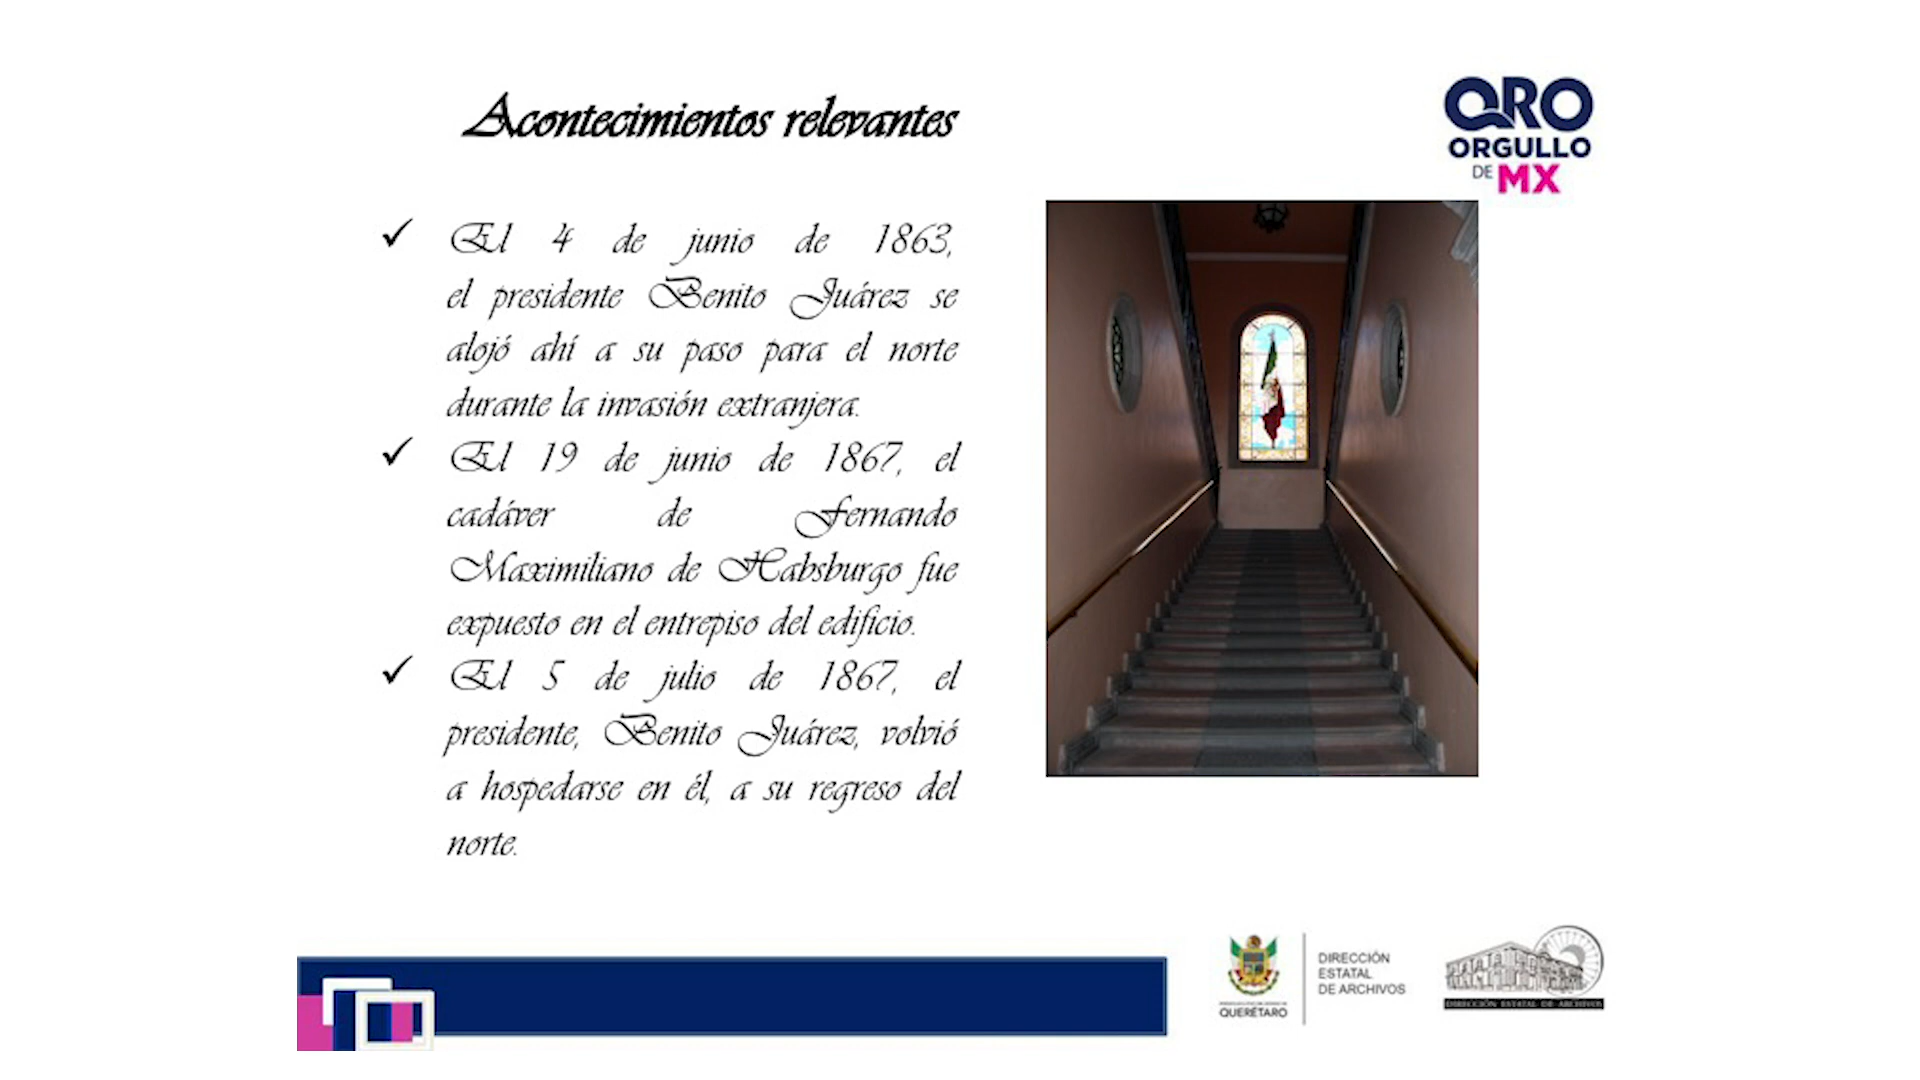 Acontecimientos relevantes
QRO
ORGULLO
DE MX
✓ El 4 de junio de 1863,
el presidente Benito Juárez se
alojó ahí a su paso para el norte
durante la invasión extranjera.
✓ El 19 de junio de 1867, el
cadáver de Fernando
Maximiliano de Habsburgo fue
expuesto en el entrepiso del edificio.
✓ El 5 de julio de 1867, el
presidente, Benito Juárez, volvió
a hospedarse en él, a su regreso del
norte.
QUERÉTARO
DIRECCIÓN
ESTATAL
DE ARCHIVOS
DIRECCIÓN ESTATAL DE ARCHIVOS